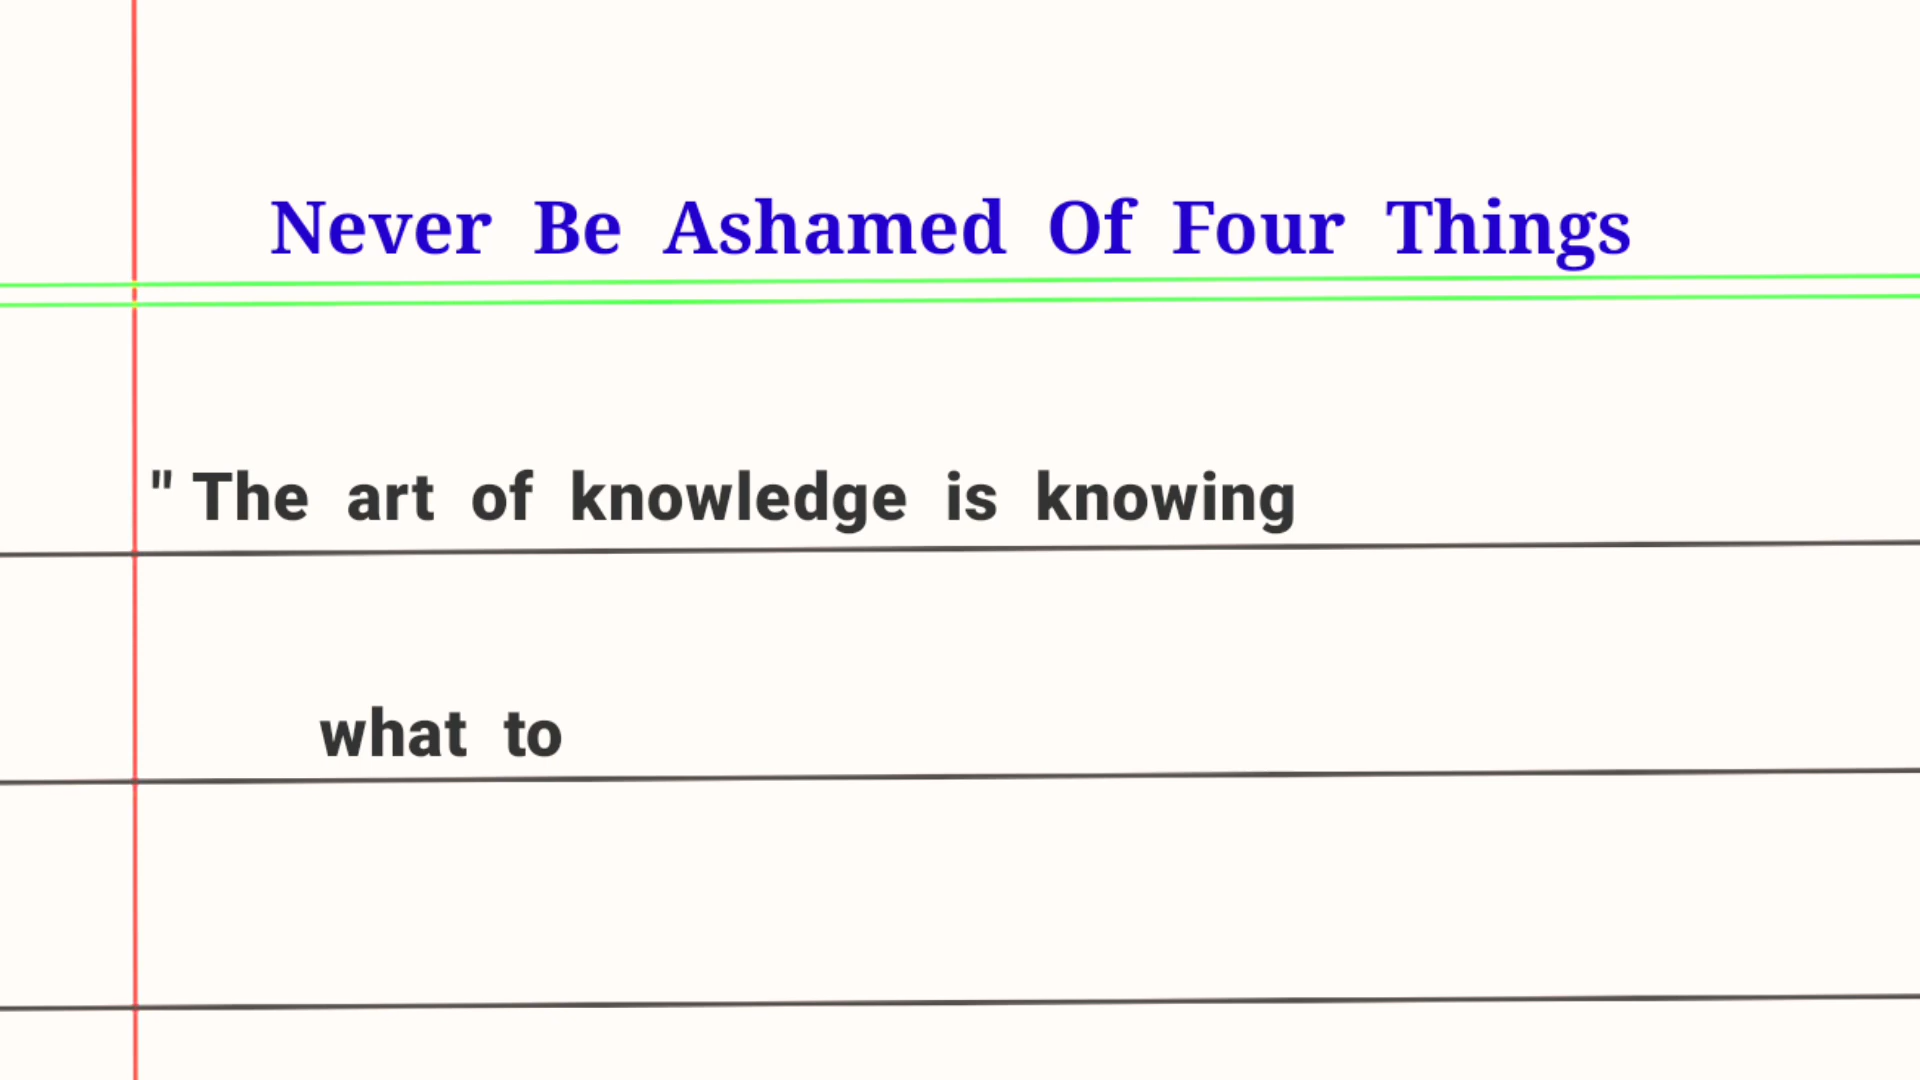 Never Be Ashamed Of Four Things
" The art of knowledge is knowing
what to